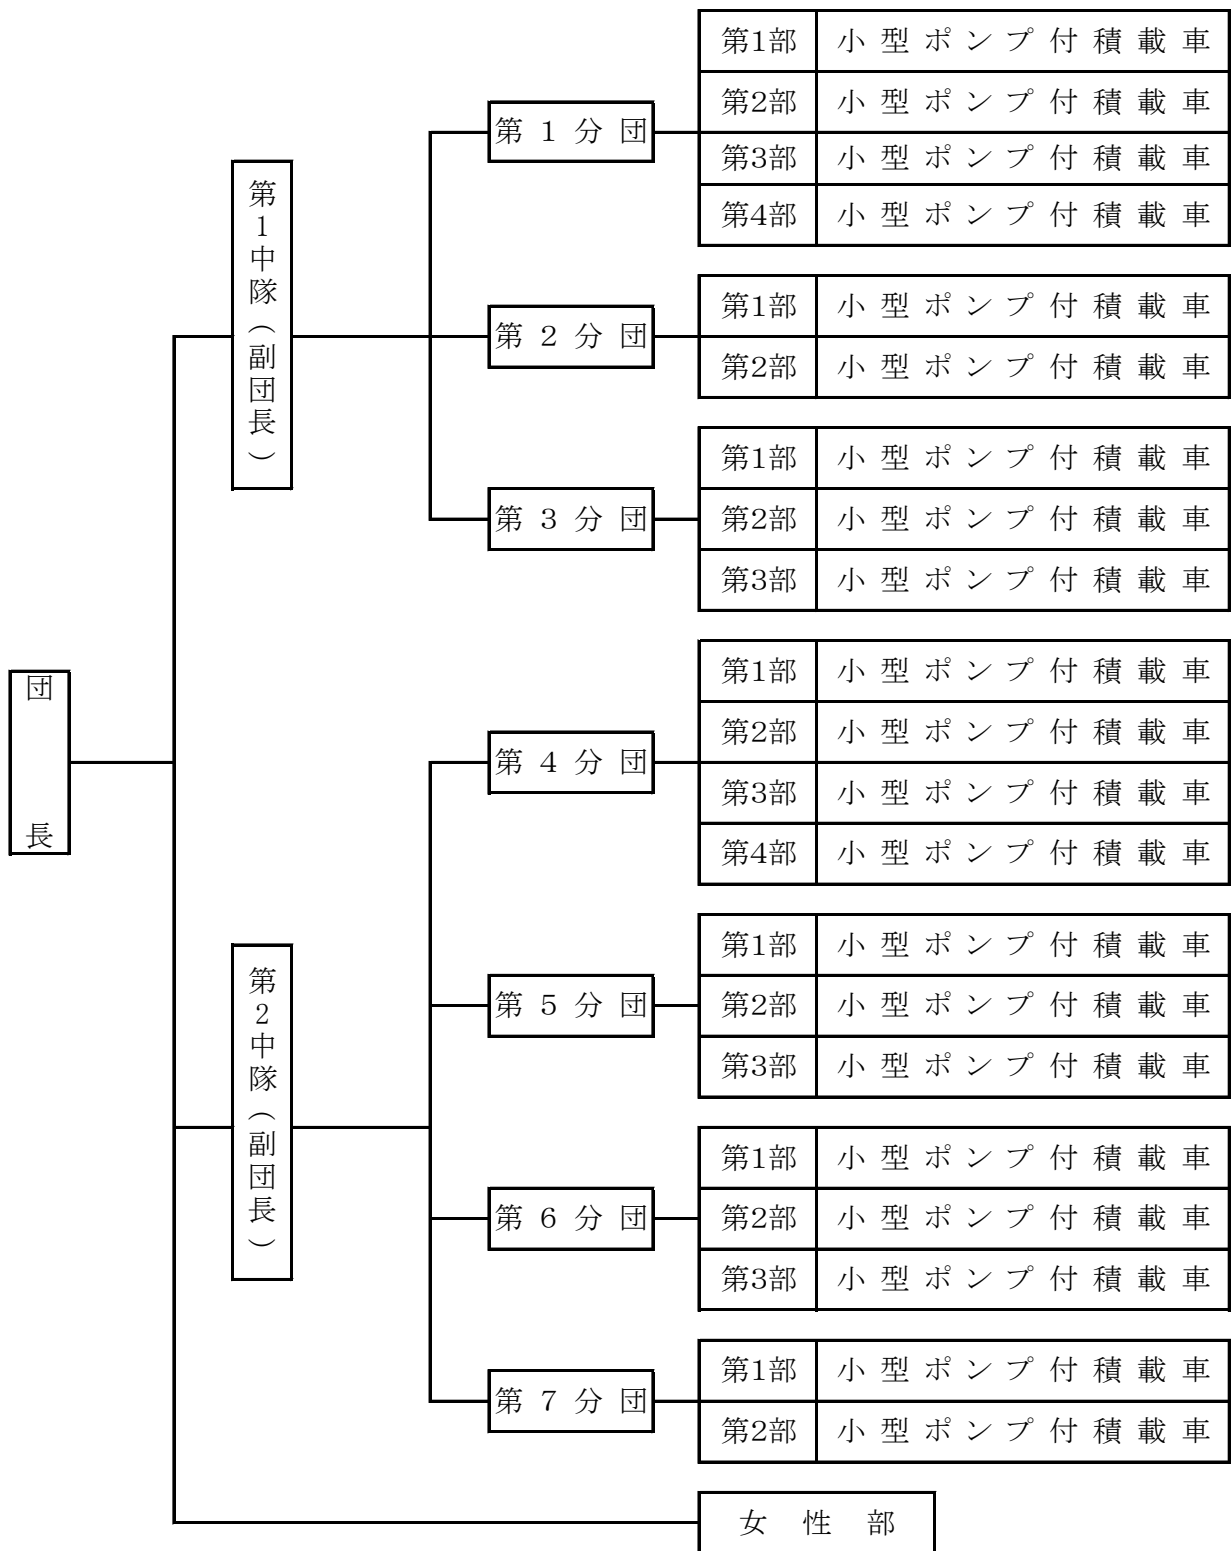 団長
第1中隊(副団長)
第1分団
第1部 小型ポンプ付積載車
第2部 小型ポンプ付積載車
第3部 小型ポンプ付積載車
第4部 小型ポンプ付積載車
第2分団
第1部 小型ポンプ付積載車
第2部 小型ポンプ付積載車
第3分団
第1部 小型ポンプ付積載車
第2部 小型ポンプ付積載車
第3部 小型ポンプ付積載車
第2中隊(副団長)
第4分団
第1部 小型ポンプ付積載車
第2部 小型ポンプ付積載車
第3部 小型ポンプ付積載車
第4部 小型ポンプ付積載車
第5分団
第1部 小型ポンプ付積載車
第2部 小型ポンプ付積載車
第3部 小型ポンプ付積載車
第6分団
第1部 小型ポンプ付積載車
第2部 小型ポンプ付積載車
第3部 小型ポンプ付積載車
第7分団
第1部 小型ポンプ付積載車
第2部 小型ポンプ付積載車
女性部